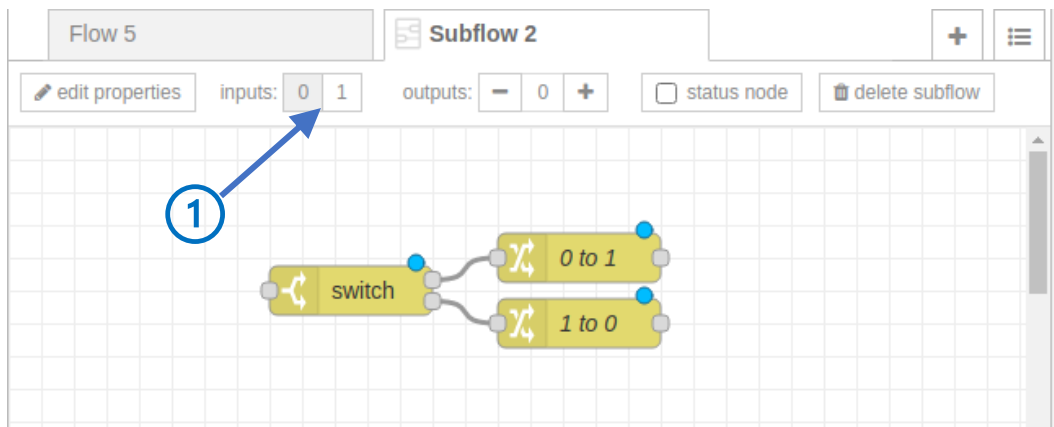 Flow 5
Subflow 2
edit properties inputs: 0 1 outputs: 0 status node delete subflow
1
0 to 1
switch
1 to 0